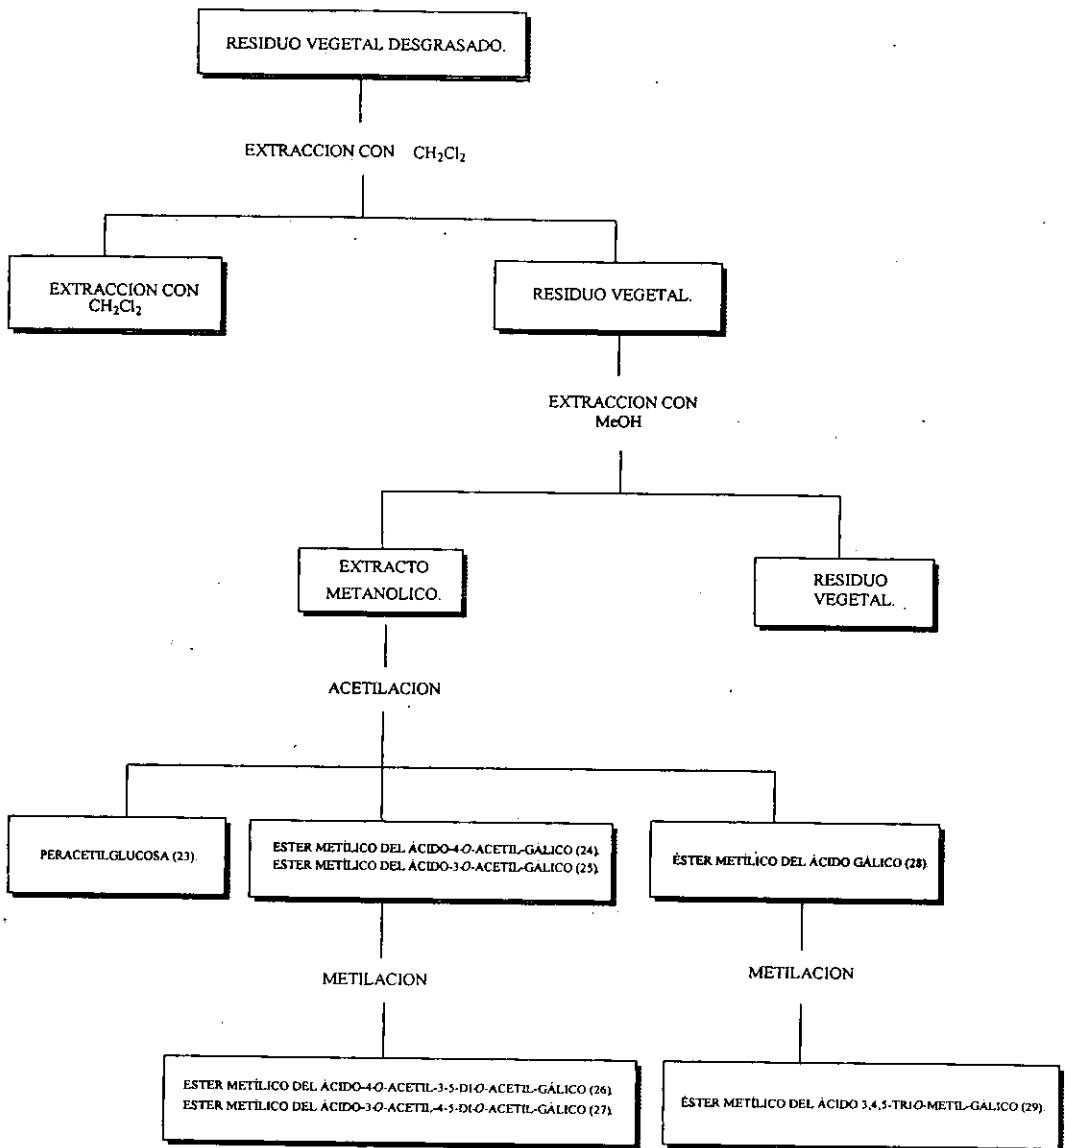 RESIDUO VEGETAL DESGRASADO.
EXTRACCION CON CH₂Cl₂
EXTRACCION CON
CH₂Cl₂
RESIDUO VEGETAL.
EXTRACCION CON
MeOH
EXTRACTO
METANOLICO.
RESIDUO
VEGETAL.
ACETILACION
PERACETILGLUCOSA (23).
ESTER METÍLICO DEL ÁCIDO-4-O-ACETIL-GÁLICO (24).
ESTER METÍLICO DEL ÁCIDO-3-O-ACETIL-GÁLICO (25).
ÉSTER METÍLICO DEL ÁCIDO GÁLICO (28).
METILACION
METILACION
ESTER METÍLICO DEL ÁCIDO-4-O-ACETIL-3-5-DI-O-ACETIL-GÁLICO (26).
ESTER METÍLICO DEL ÁCIDO-3-O-ACETIL-4-5-DI-O-ACETIL-GÁLICO (27).
ÉSTER METÍLICO DEL ÁCIDO 3,4,5-TRI-O-METIL-GÁLICO (29).